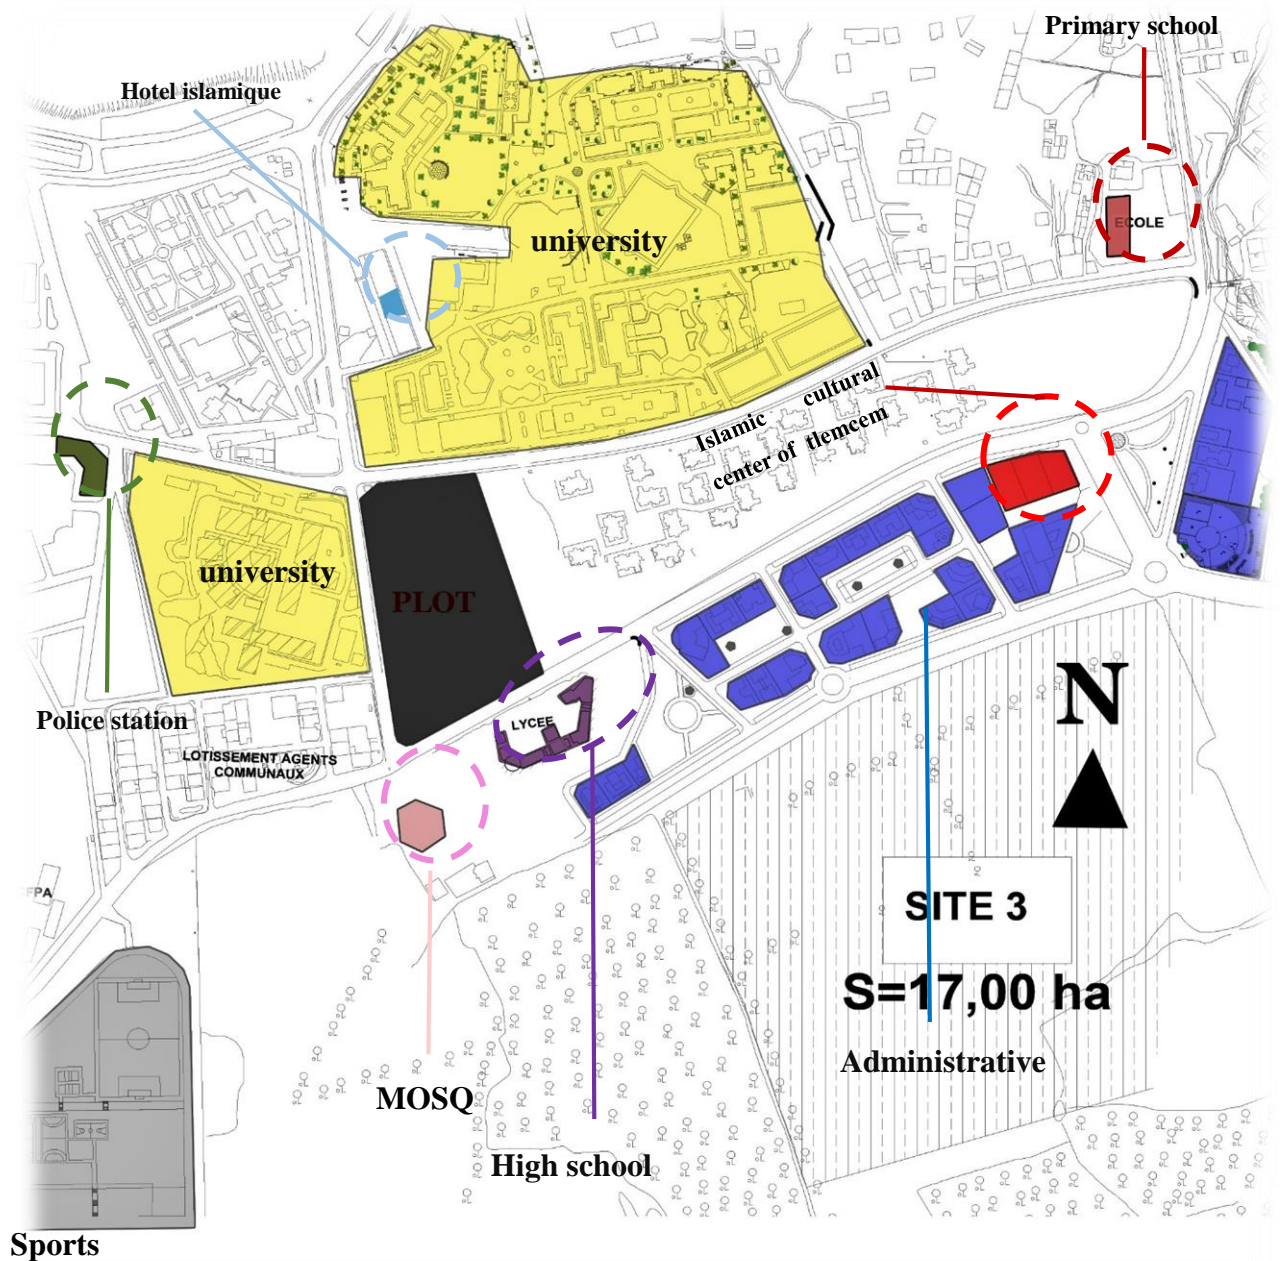 Primary school
Hotel islamique
ECOLE
university
Islamic cultural
center of tlemcem
university
PLOT
N
Police station
LYCEE
LOTISSEMENT AGENTS
COMMUNAUX
FPA
SITE 3
S=17,00 ha
Administrative
MOSQ
High school
Sports